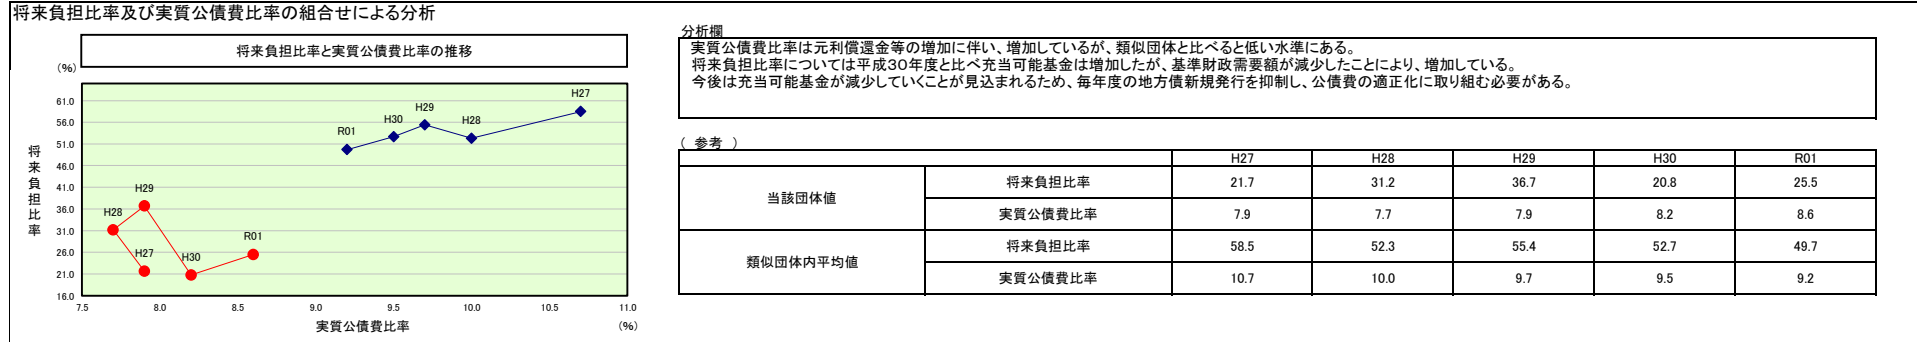 将来負担比率及び実質公債費比率の組合せによる分析
将来負担比率と実質公債費比率の推移
(%)
61.0
56.0
51.0
46.0
41.0
36.0
31.0
26.0
21.0
16.0
将来負担比率
H27
H28
H29
H30
R01
H29
H28
H27
H30
R01
7.5 8.0 8.5 9.0 9.5 10.0 10.5 11.0
実質公債費比率
(%)
分析欄
実質公債費比率は元利償還金等の増加に伴い、増加しているが、類似団体と比べると低い水準にある。
将来負担比率については平成30年度と比べ充当可能基金は増加したが、基準財政需要額が減少したことにより、増加している。
今後は充当可能基金が減少していくことが見込まれるため、毎年度の地方債新規発行を抑制し、公債費の適正化に取り組む必要がある。
( 参考 )
H27 H28 H29 H30 R01
当該団体値
将来負担比率 21.7 31.2 36.7 20.8 25.5
実質公債費比率 7.9 7.7 7.9 8.2 8.6
類似団体内平均値
将来負担比率 58.5 52.3 55.4 52.7 49.7
実質公債費比率 10.7 10.0 9.7 9.5 9.2